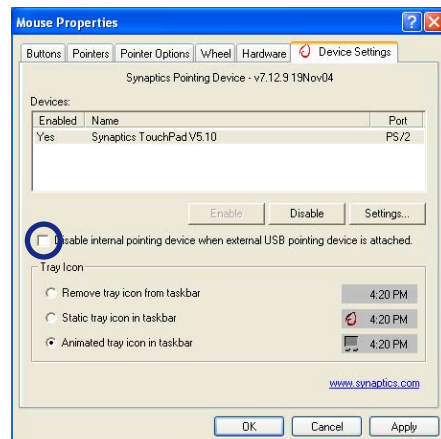 Mouse Properties
Buttons Pointers Pointer Options Wheel Hardware Device Settings
Synaptics Pointing Device - v7.12.9 19Nov04
Devices:
Enabled Name Port
Yes Synaptics TouchPad V5.10 PS/2
Enable Disable Settings...
Disable internal pointing device when external USB pointing device is attached.
Tray Icon
Remove tray icon from taskbar 4:20 PM
Static tray icon in taskbar 4:20 PM
Animated tray icon in taskbar 4:20 PM
www.synaptics.com
OK Cancel Apply